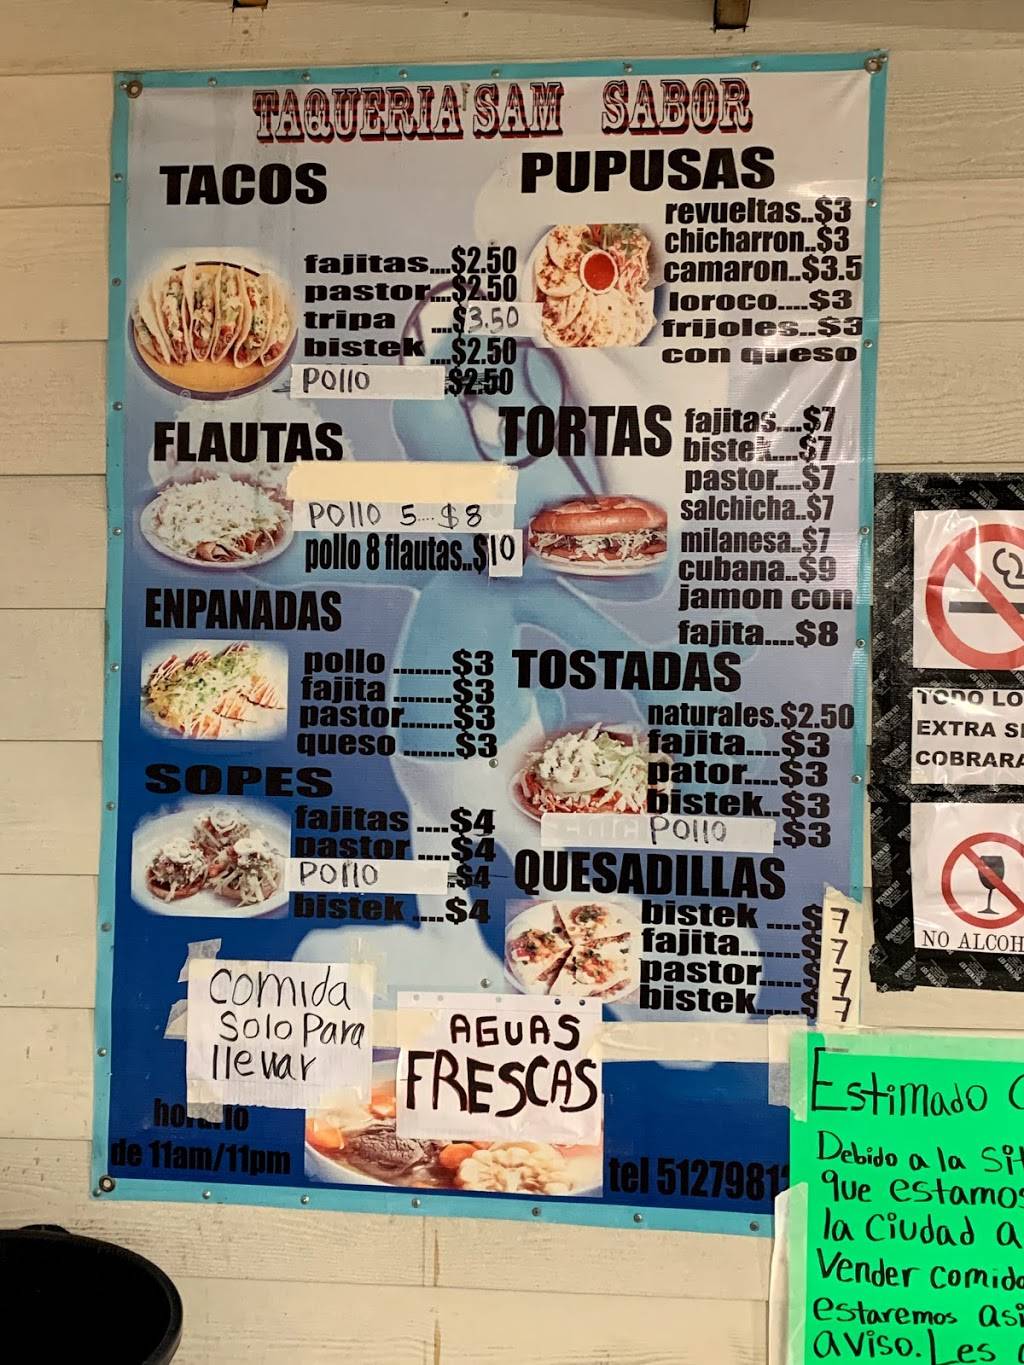 TAQUERIA SAM SABOR
TACOS
fajitas....$2.50
pastor....$2.50
tripa ....$3.50
bistek ....$2.50
Pollo .$2.50
PUPUSAS
revueltas..$3
chicharron..$3
camaron..$3.5
loroco....$3
frijoles..$3
con queso
FLAUTAS
Pollo 5....$8
pollo 8 flautas..$10
TORTAS
fajitas....$7
bistek....$7
pastor....$7
salchicha..$7
milanesa..$7
cubana..$9
jamon con
fajita....$8
ENPANADAS
pollo .......$3
fajita .......$3
pastor.......$3
queso .......$3
TOSTADAS
naturales.$2.50
fajita....$3
pator....$3
bistek..$3
Pollo .$3
SOPES
fajitas ....$4
pastor ....$4
Pollo .$4
bistek ....$4
QUESADILLAS
bistek ....$7
fajita.......$7
pastor.....$7
bistek.....$7
Comida
Solo Para
llevar
AGUAS
FRESCAS
horario
de 11am/11pm
tel 5127981
TODO LO
EXTRA S
COBRARA
NO ALCOH
Estimado
Debido a la Sit
que estamos
la Ciudad a
Vender comida
estaremos asi
aviso. Les